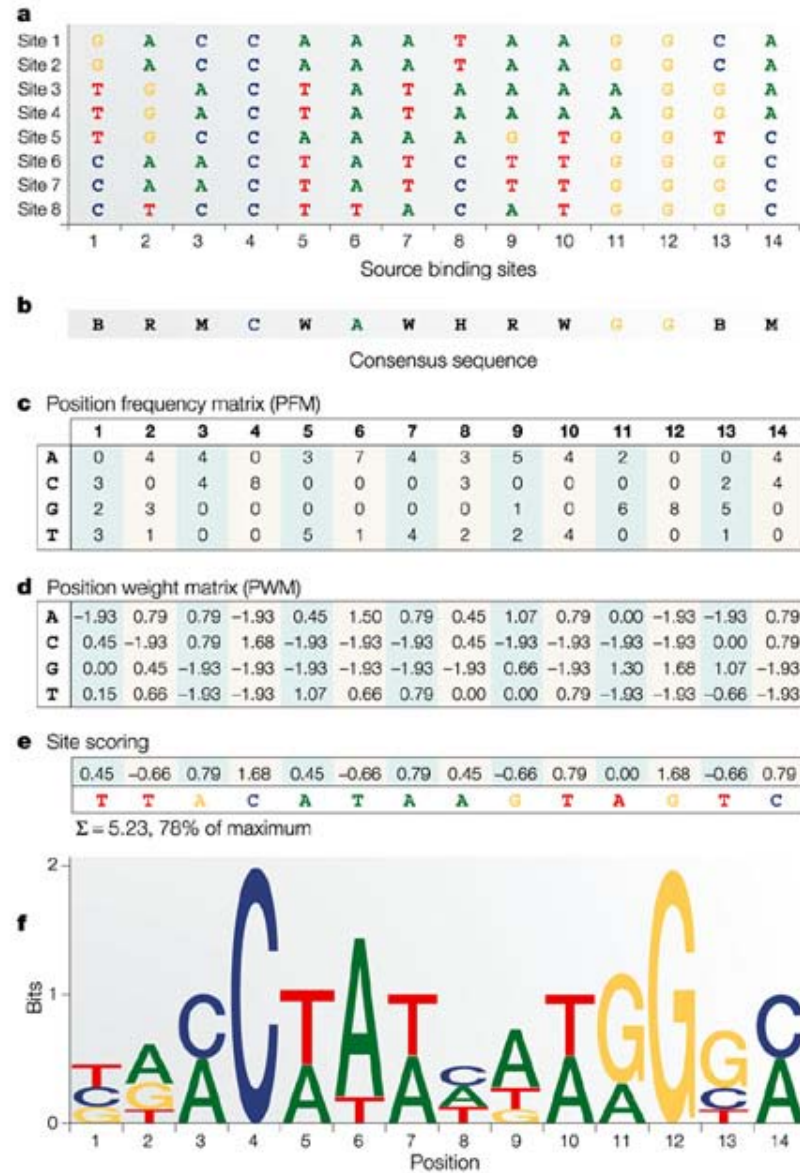 a
Site 1 G A C C A A A T A A G G C A
Site 2 G A C C A A A T A A G G C A
Site 3 T G A C T A T A A A A G G A
Site 4 T G A C T A T A A A A G G A
Site 5 T G C C A A A A G T G G T C
Site 6 C A A C T A T C T T G G G C
Site 7 C A A C T A T C T T G G G C
Site 8 C T C C T T A C A T G G G C
1 2 3 4 5 6 7 8 9 10 11 12 13 14
Source binding sites
b
B R M C W A W H R W G G B M
Consensus sequence
c Position frequency matrix (PFM)
1 2 3 4 5 6 7 8 9 10 11 12 13 14
A 0 4 4 0 3 7 4 3 5 4 2 0 0 4
C 3 0 4 8 0 0 0 3 0 0 0 0 2 4
G 2 3 0 0 0 0 0 0 1 0 6 8 5 0
T 3 1 0 0 5 1 4 2 2 4 0 0 1 0
d Position weight matrix (PWM)
A −1.93 0.79 0.79 −1.93 0.45 1.50 0.79 0.45 1.07 0.79 0.00 −1.93 −1.93 0.79
C 0.45 −1.93 0.79 1.68 −1.93 −1.93 −1.93 0.45 −1.93 −1.93 −1.93 −1.93 0.00 0.79
G 0.00 0.45 −1.93 −1.93 −1.93 −1.93 −1.93 −1.93 0.66 −1.93 1.30 1.68 1.07 −1.93
T 0.15 0.66 −1.93 −1.93 1.07 0.66 0.79 0.00 0.00 0.79 −1.93 −1.93 −0.66 −1.93
e Site scoring
0.45 −0.66 0.79 1.68 0.45 −0.66 0.79 0.45 −0.66 0.79 0.00 1.68 −0.66 0.79
T T A C A T A A G T A G T C
Σ = 5.23, 78% of maximum
f
2
1
0
Bits
T C G
A G T
C A
C
T A
A T
T A
C A T
A T G
T A
G A
G
G C T
C A
1 2 3 4 5 6 7 8 9 10 11 12 13 14
Position